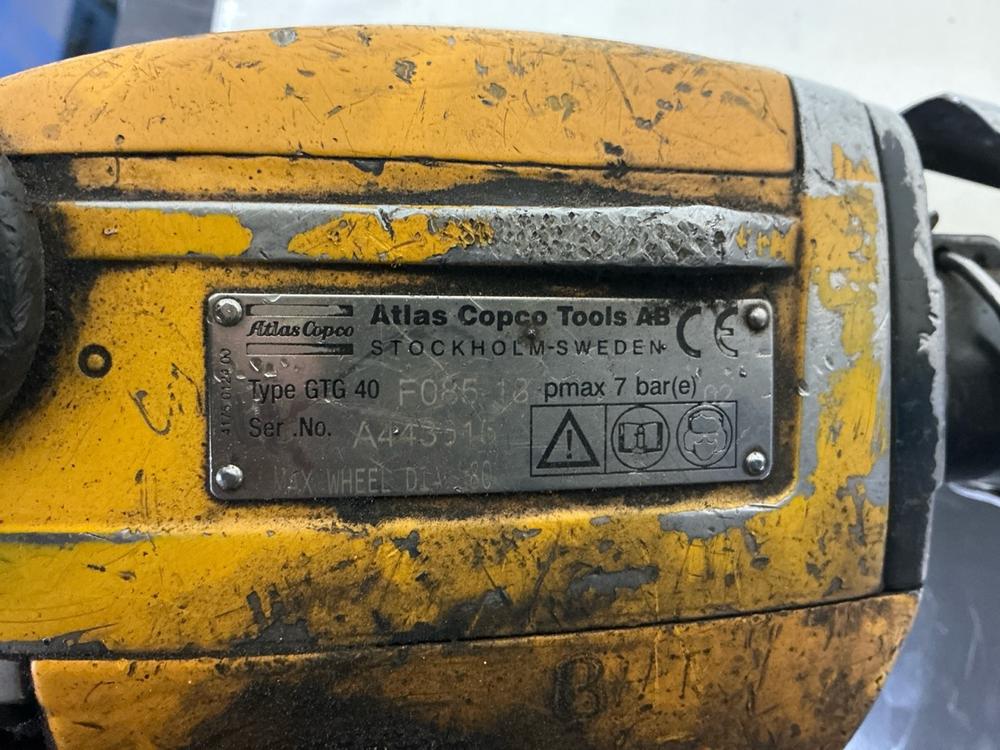 Atlas Copco
Atlas Copco Tools AB CE
STOCKHOLM-SWEDEN
Type GTG 40 F085-18 pmax 7 bar(e) 02
Ser .No.
MAX WHEEL